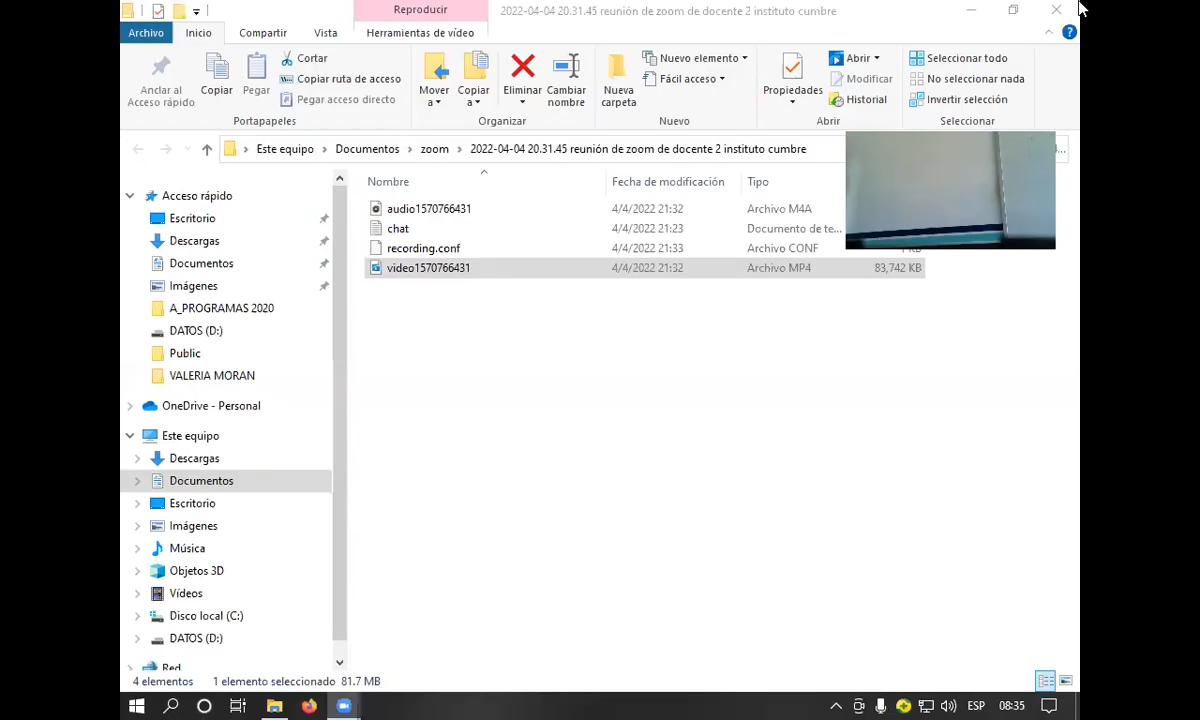 Reproducir
2022-04-04 20.31.45 reunión de zoom de docente 2 instituto cumbre
Archivo Inicio Compartir Vista Herramientas de vídeo
Anclar al Acceso rápido
Copiar
Pegar
Cortar
Copiar ruta de acceso
Pegar acceso directo
Portapapeles
Mover a
Copiar a
Eliminar
Cambiar nombre
Organizar
Nueva carpeta
Nuevo elemento
Fácil acceso
Nuevo
Propiedades
Abrir
Modificar
Historial
Abrir
Seleccionar todo
No seleccionar nada
Invertir selección
Seleccionar
Este equipo > Documentos > zoom > 2022-04-04 20.31.45 reunión de zoom de docente 2 instituto cumbre
Nombre Fecha de modificación Tipo
audio1570766431 4/4/2022 21:32 Archivo M4A
chat 4/4/2022 21:23 Documento de te...
recording.conf 4/4/2022 21:33 Archivo CONF
video1570766431 4/4/2022 21:32 Archivo MP4 83,742 KB
Acceso rápido
Escritorio
Descargas
Documentos
Imágenes
A_PROGRAMAS 2020
DATOS (D:)
Public
VALERIA MORAN
OneDrive - Personal
Este equipo
Descargas
Documentos
Escritorio
Imágenes
Música
Objetos 3D
Vídeos
Disco local (C:)
DATOS (D:)
Red
4 elementos 1 elemento seleccionado 81.7 MB
ESP 08:35